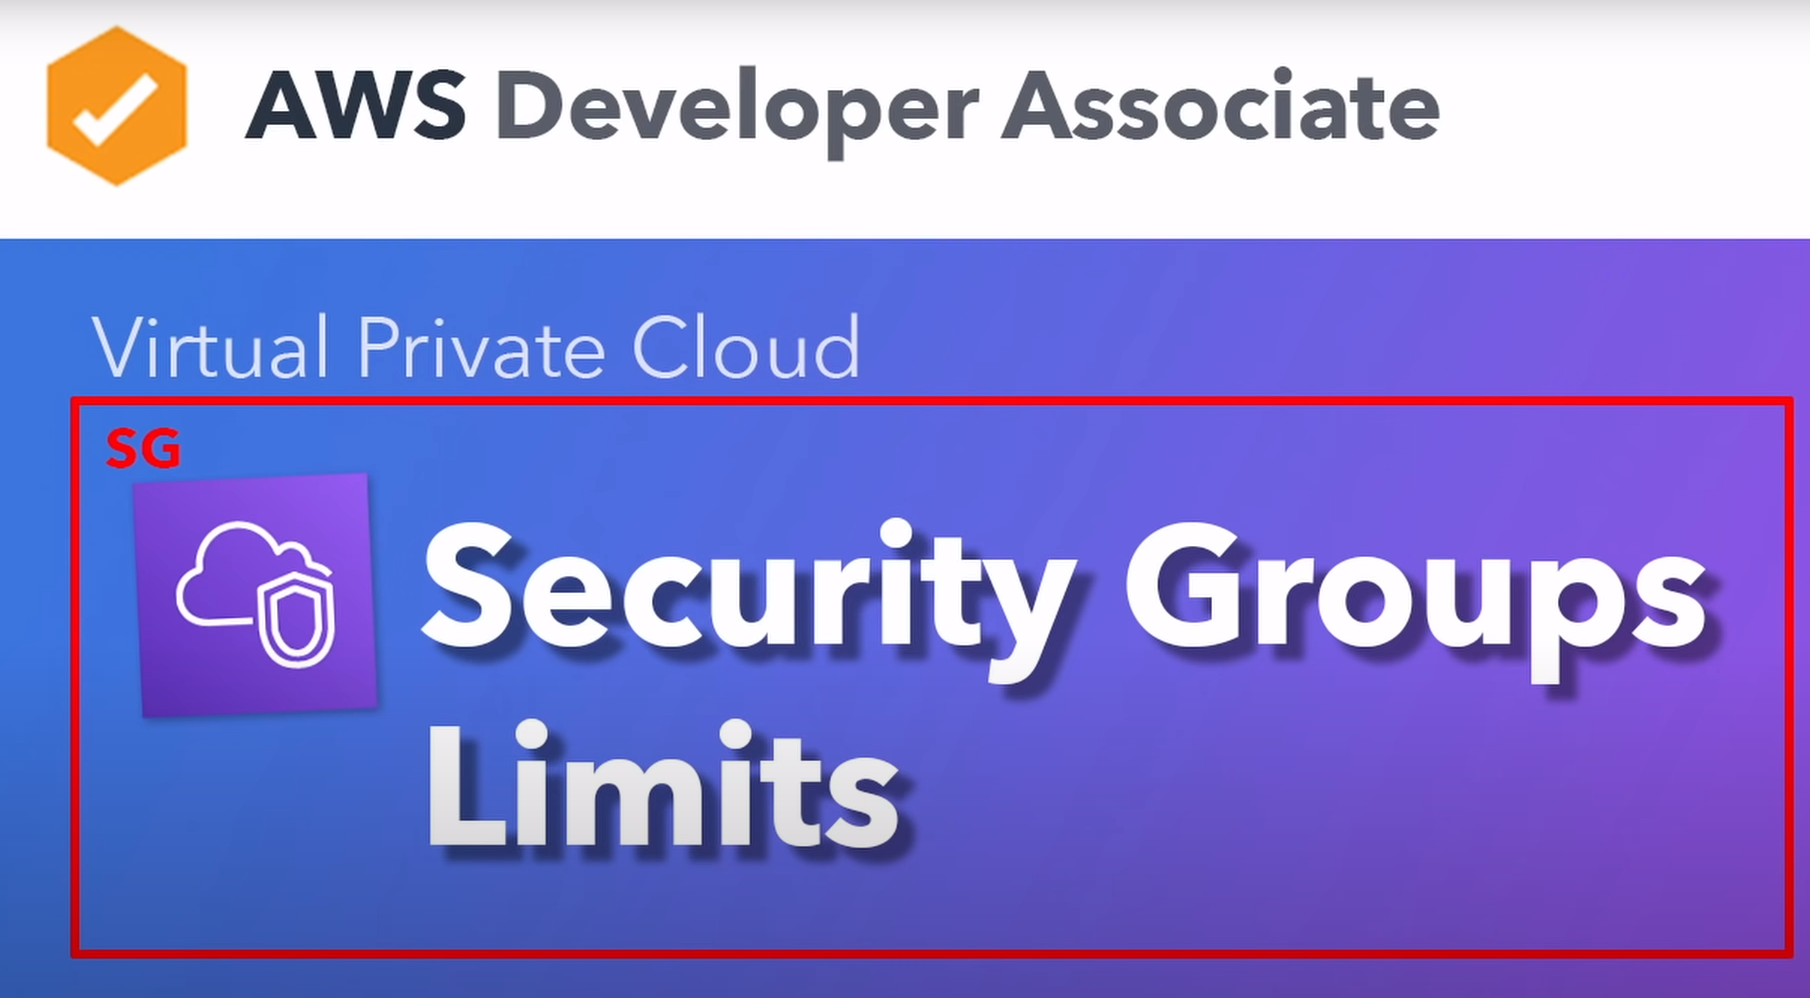 AWS Developer Associate
Virtual Private Cloud
SG
Security Groups
Limits